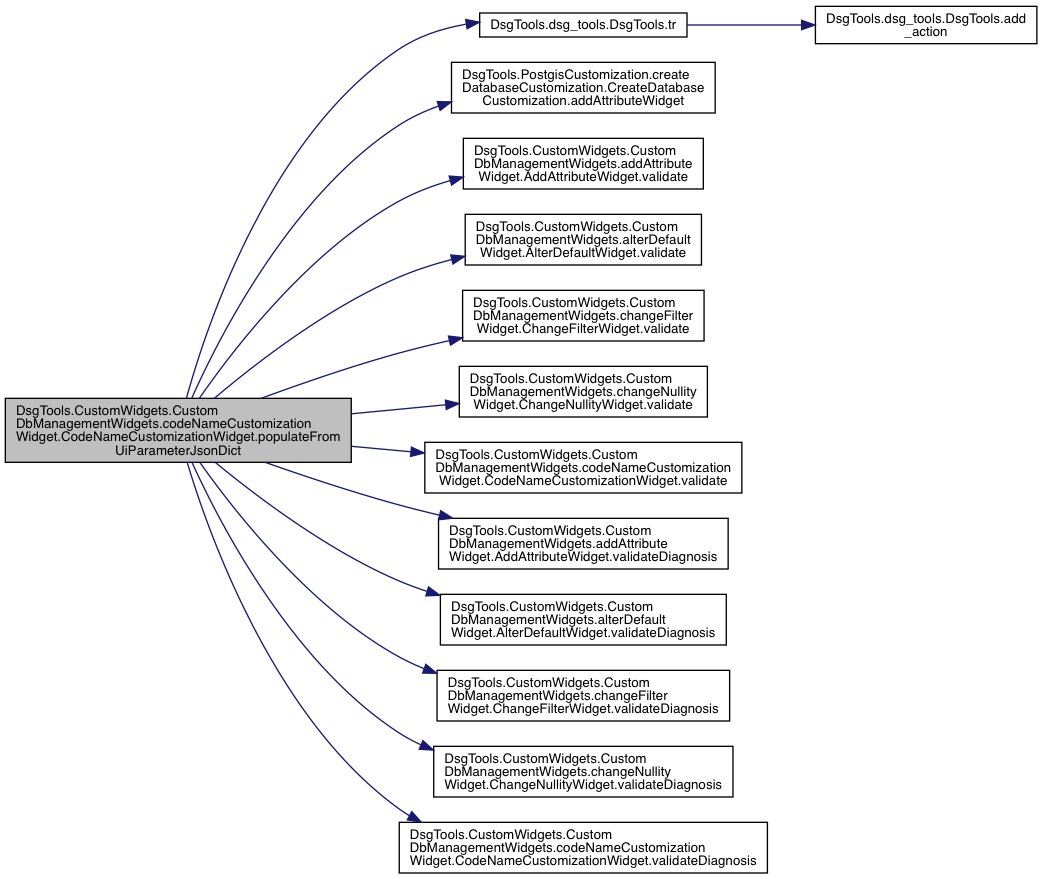 DsgTools.dsg_tools.DsgTools.tr
DsgTools.dsg_tools.DsgTools.add
_action
DsgTools.PostgisCustomization.create
DatabaseCustomization.CreateDatabase
Customization.addAttributeWidget
DsgTools.CustomWidgets.Custom
DbManagementWidgets.addAttribute
Widget.AddAttributeWidget.validate
DsgTools.CustomWidgets.Custom
DbManagementWidgets.alterDefault
Widget.AlterDefaultWidget.validate
DsgTools.CustomWidgets.Custom
DbManagementWidgets.changeFilter
Widget.ChangeFilterWidget.validate
DsgTools.CustomWidgets.Custom
DbManagementWidgets.changeNullity
Widget.ChangeNullityWidget.validate
DsgTools.CustomWidgets.Custom
DbManagementWidgets.codeNameCustomization
Widget.CodeNameCustomizationWidget.populateFrom
UiParameterJsonDict
DsgTools.CustomWidgets.Custom
DbManagementWidgets.codeNameCustomization
Widget.CodeNameCustomizationWidget.validate
DsgTools.CustomWidgets.Custom
DbManagementWidgets.addAttribute
Widget.AddAttributeWidget.validateDiagnosis
DsgTools.CustomWidgets.Custom
DbManagementWidgets.alterDefault
Widget.AlterDefaultWidget.validateDiagnosis
DsgTools.CustomWidgets.Custom
DbManagementWidgets.changeFilter
Widget.ChangeFilterWidget.validateDiagnosis
DsgTools.CustomWidgets.Custom
DbManagementWidgets.changeNullity
Widget.ChangeNullityWidget.validateDiagnosis
DsgTools.CustomWidgets.Custom
DbManagementWidgets.codeNameCustomization
Widget.CodeNameCustomizationWidget.validateDiagnosis